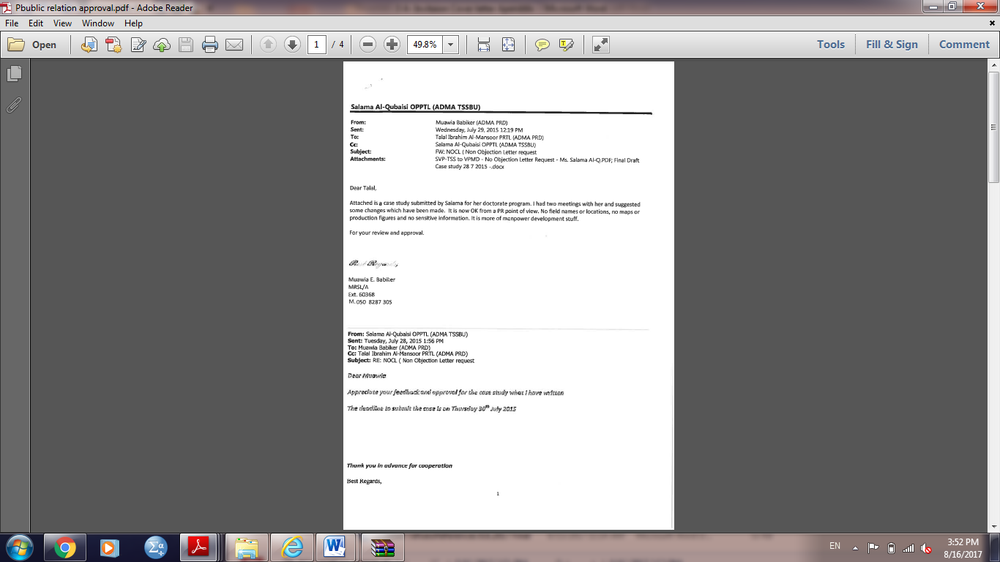 Pbublic relation approval.pdf - Adobe Reader
File Edit View Window Help
Open 1 / 4 49.8% Tools Fill & Sign Comment
Salama Al-Qubaisi OPPTL (ADMA TSSBU)
From: Muawia Babiker (ADMA PRD)
Sent: Wednesday, July 29, 2015 12:19 PM
To: Talal Ibrahim Al-Mansoor PRTL (ADMA PRD)
Cc: Salama Al-Qubaisi OPPTL (ADMA TSSBU)
Subject: FW: NOCL ( Non Objection Letter request
Attachments: SVP-TSS to VPMD - No Objection Letter Request - Ms. Salama Al-Q.PDF; Final Draft
Case study 28 7 2015 -.docx
Dear Talal,
Attached is a case study submitted by Salama for her doctorate program. I had two meetings with her and suggested
some changes which have been made. It is now OK from a PR point of view. No field names or locations, no maps or
production figures and no sensitive information. It is more of manpower development stuff.
For your review and approval.
Best Regards,
Muawia E. Babiker
MRSL/A
Ext. 60368
M. 050 8287 305
From: Salama Al-Qubaisi OPPTL (ADMA TSSBU)
Sent: Tuesday, July 28, 2015 1:56 PM
To: Muawia Babiker (ADMA PRD)
Cc: Talal Ibrahim Al-Mansoor PRTL (ADMA PRD)
Subject: RE: NOCL ( Non Objection Letter request
Dear Muawia
Appreciate your feedback and approval for the case study what I have written
The deadline to submit the case is on Thursday 30th July 2015
Thank you in advance for cooperation
Best Regards,
1
EN 3:52 PM
8/16/2017